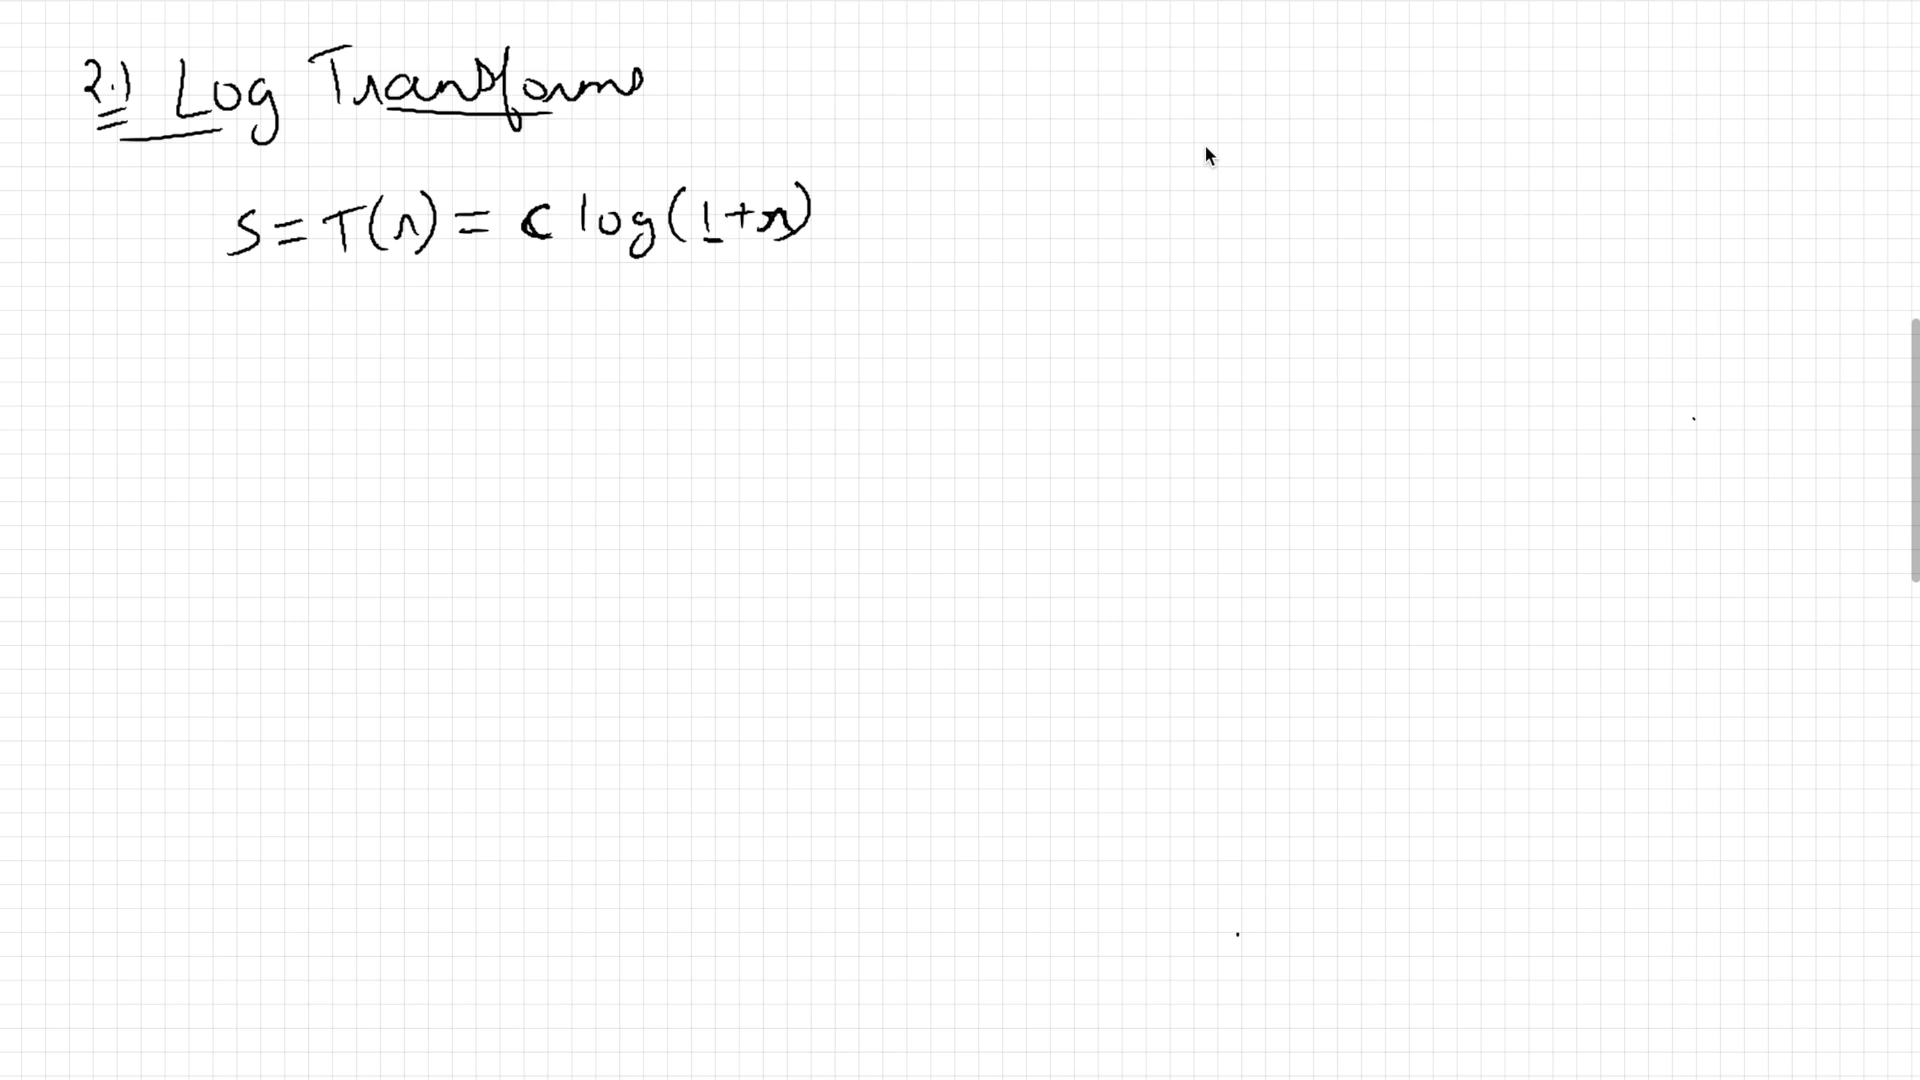 2.) Log Transforms
S = T(r) = c log(1+r)